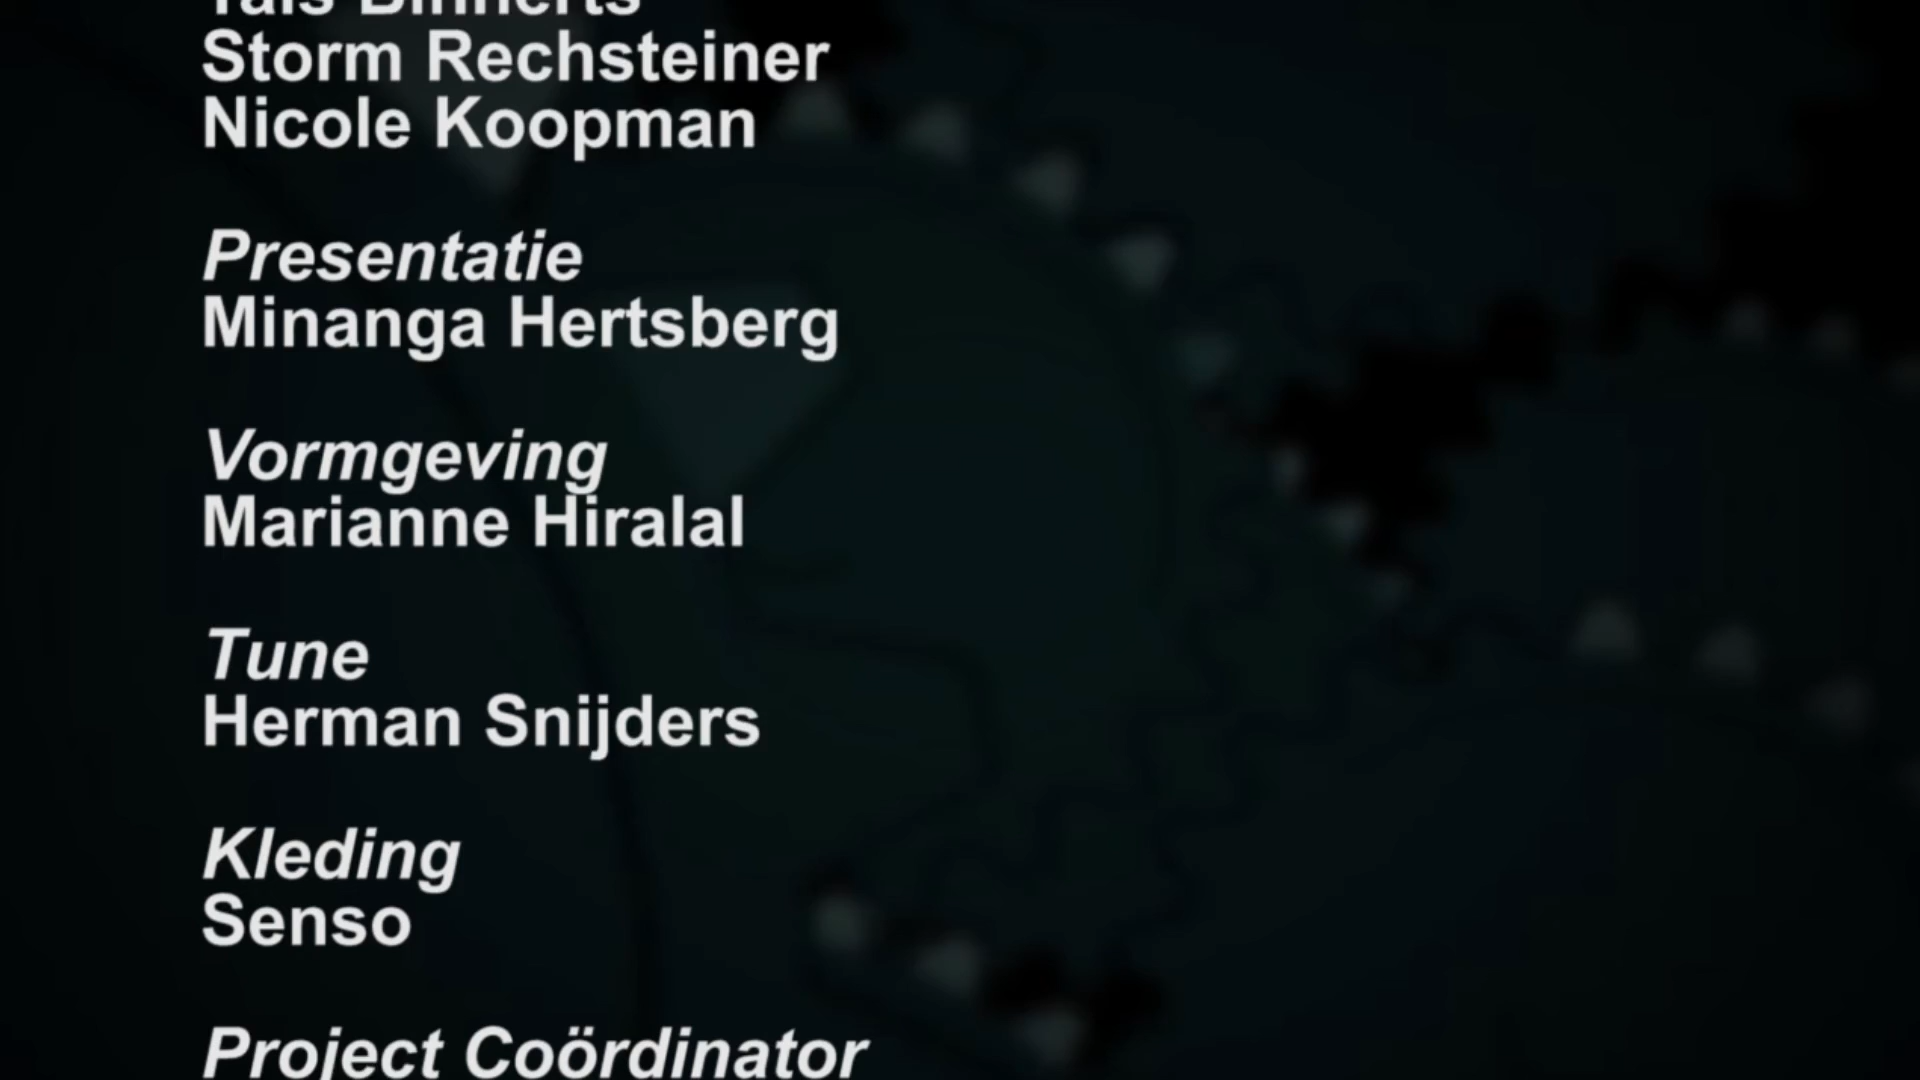 Storm Rechsteiner
Nicole Koopman
Presentatie
Minanga Hertsberg
Vormgeving
Marianne Hiralal
Tune
Herman Snijders
Kleding
Senso
Project Coördinator